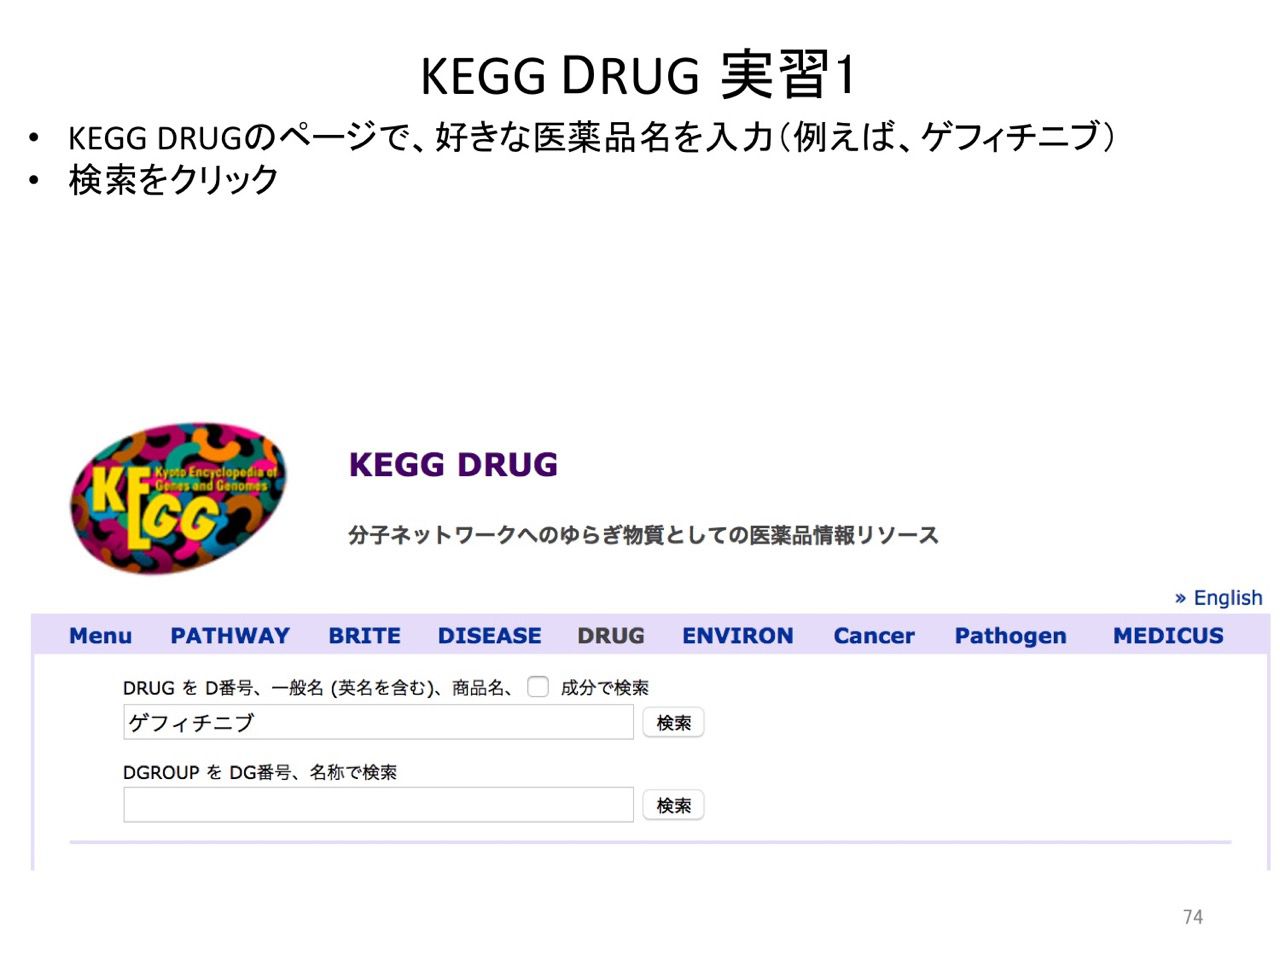 KEGG DRUG 実習1
• KEGG DRUGのページで、好きな医薬品名を入力（例えば、ゲフィチニブ）
• 検索をクリック
KEGG
Kyoto Encyclopedia of
Genes and Genomes
KEGG DRUG
分子ネットワークへのゆらぎ物質としての医薬品情報リソース
» English
Menu PATHWAY BRITE DISEASE DRUG ENVIRON Cancer Pathogen MEDICUS
DRUG を D番号、一般名 (英名を含む)、商品名、 成分で検索
ゲフィチニブ 検索
DGROUP を DG番号、名称で検索
検索
74